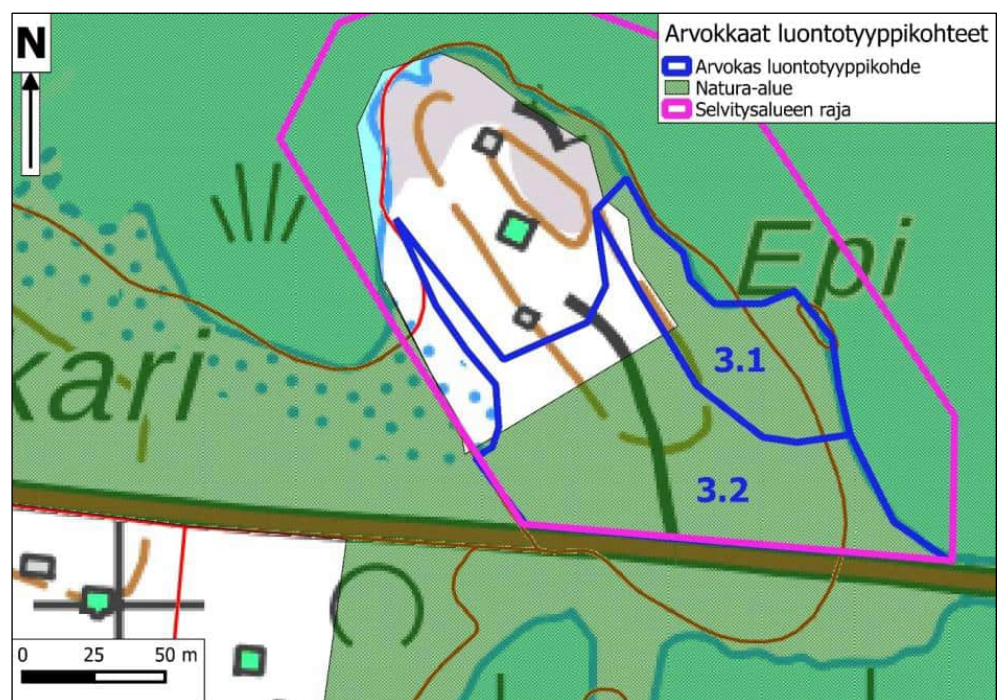 N
Arvokkaat luontotyyppikohteet
Arvokas luontotyyppikohde
Natura-alue
Selvitysalueen raja
Epi
kari
3.1
3.2
0 25 50 m